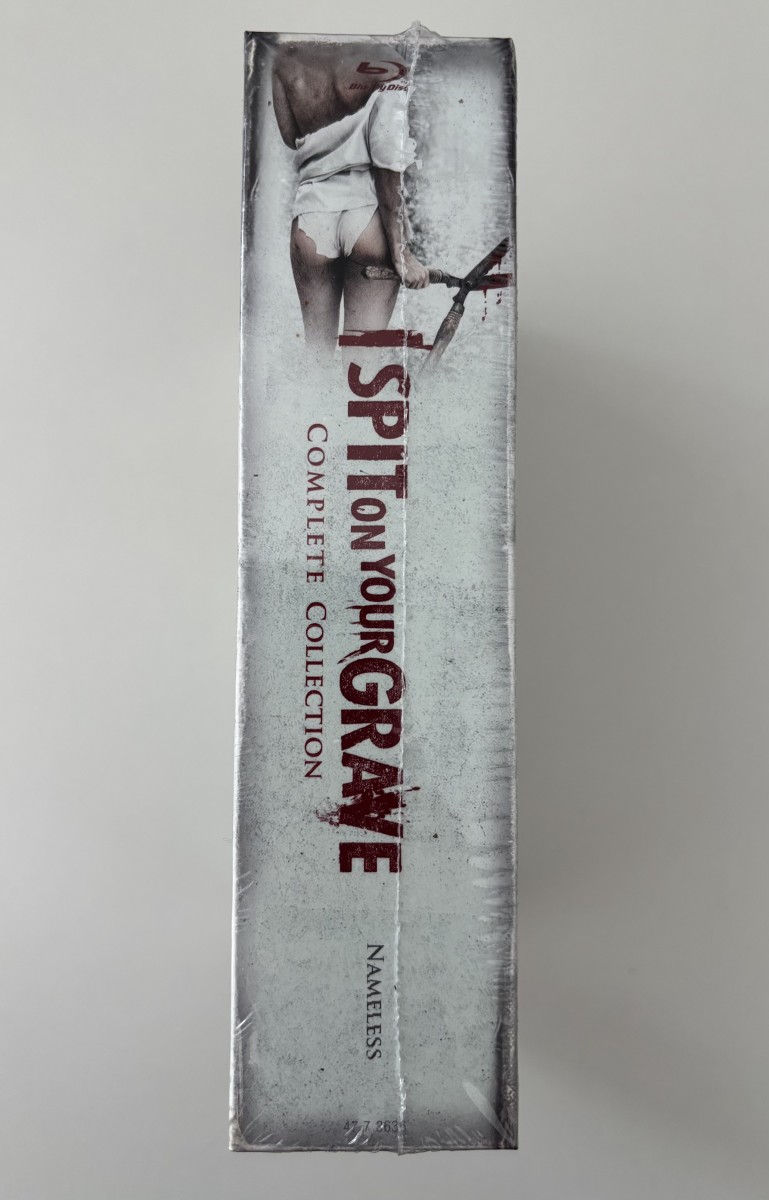 Blu-ray Disc
I SPIT ON YOUR GRAVE
COMPLETE COLLECTION
NAMELESS